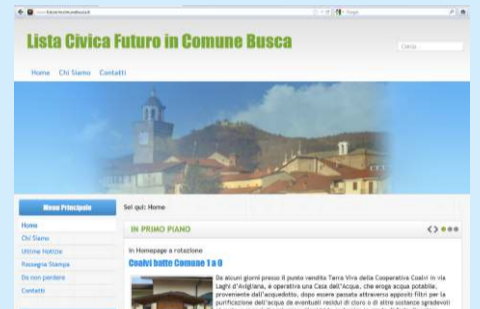 Lista Civica Futuro in Comune Busca
Cerca
Home Chi Siamo Contatti
Menu Principale
Sei qui: Home
Home
Chi Siamo
Ultime Notizie
Rassegna Stampa
Da non perdere
Contatti
IN PRIMO PIANO
In Homepage a rotazione
Coalvi batte Comune 1 a 0
Da alcuni giorni presso il punto vendita Terra Viva della Cooperativa Coalvi in via
Laghi d'Avigliana, è operativa una Casa dell'Acqua, che eroga acqua potabile,
proveniente dall'acquedotto, dopo essere passata attraverso appositi filtri per la
purificazione dell'acqua da eventuali residui di cloro o di altre sostanze sgradevoli